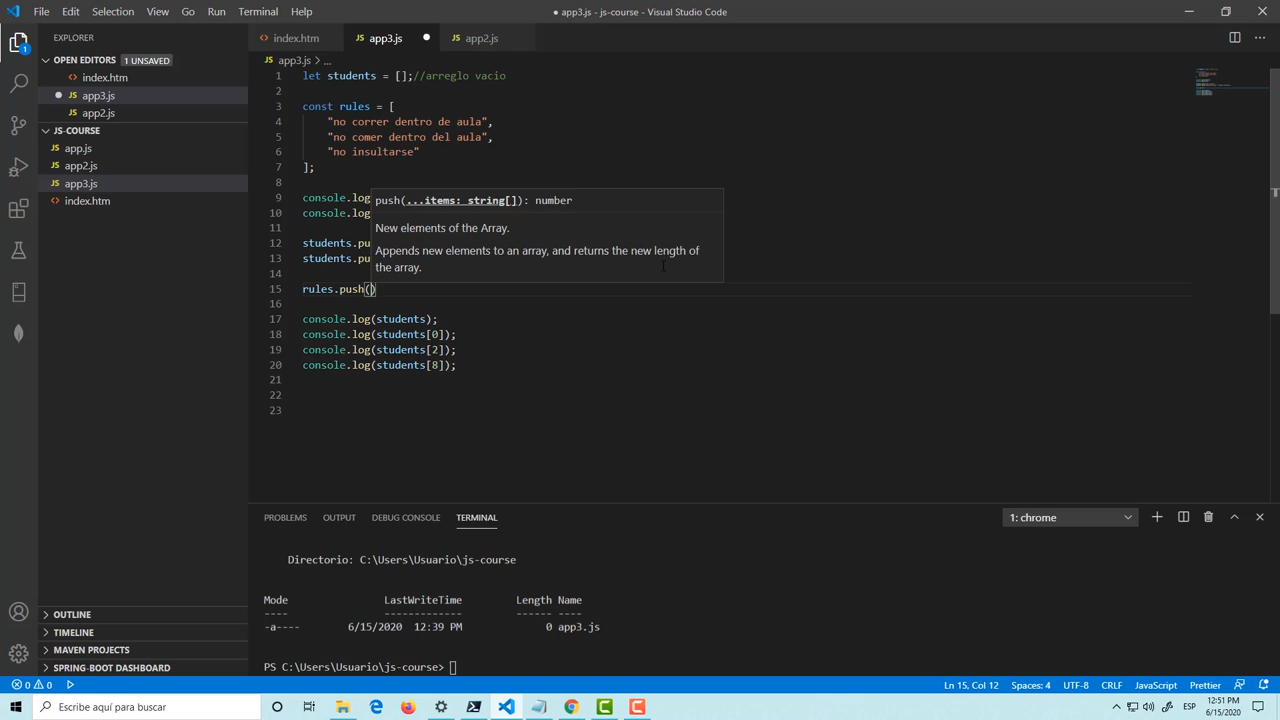 File Edit Selection View Go Run Terminal Help
● app3.js - js-course - Visual Studio Code
EXPLORER
index.htm
app3.js
app2.js
OPEN EDITORS 1 UNSAVED
index.htm
app3.js
app2.js
JS-COURSE
app.js
app2.js
app3.js
index.htm
OUTLINE
TIMELINE
MAVEN PROJECTS
SPRING-BOOT DASHBOARD
JS app3.js > ...
1 let students = [];//arreglo vacio
2
3 const rules = [
4 "no correr dentro de aula",
5 "no comer dentro del aula",
6 "no insultarse"
7 ];
8
9 console.log
10 console.log
11
12 students.pu
13 students.pu
14
15 rules.push()
16
17 console.log(students);
18 console.log(students[0]);
19 console.log(students[2]);
20 console.log(students[8]);
21
22
23
push(...items: string[]): number
New elements of the Array.
Appends new elements to an array, and returns the new length of
the array.
PROBLEMS OUTPUT DEBUG CONSOLE TERMINAL
1: chrome
Directorio: C:\Users\Usuario\js-course
Mode LastWriteTime Length Name
---- ------------- ------ ----
-a---- 6/15/2020 12:39 PM 0 app3.js
PS C:\Users\Usuario\js-course>
0 0 Ln 15, Col 12 Spaces: 4 UTF-8 CRLF JavaScript Prettier
Escribe aquí para buscar
ESP
12:51 PM
6/15/2020